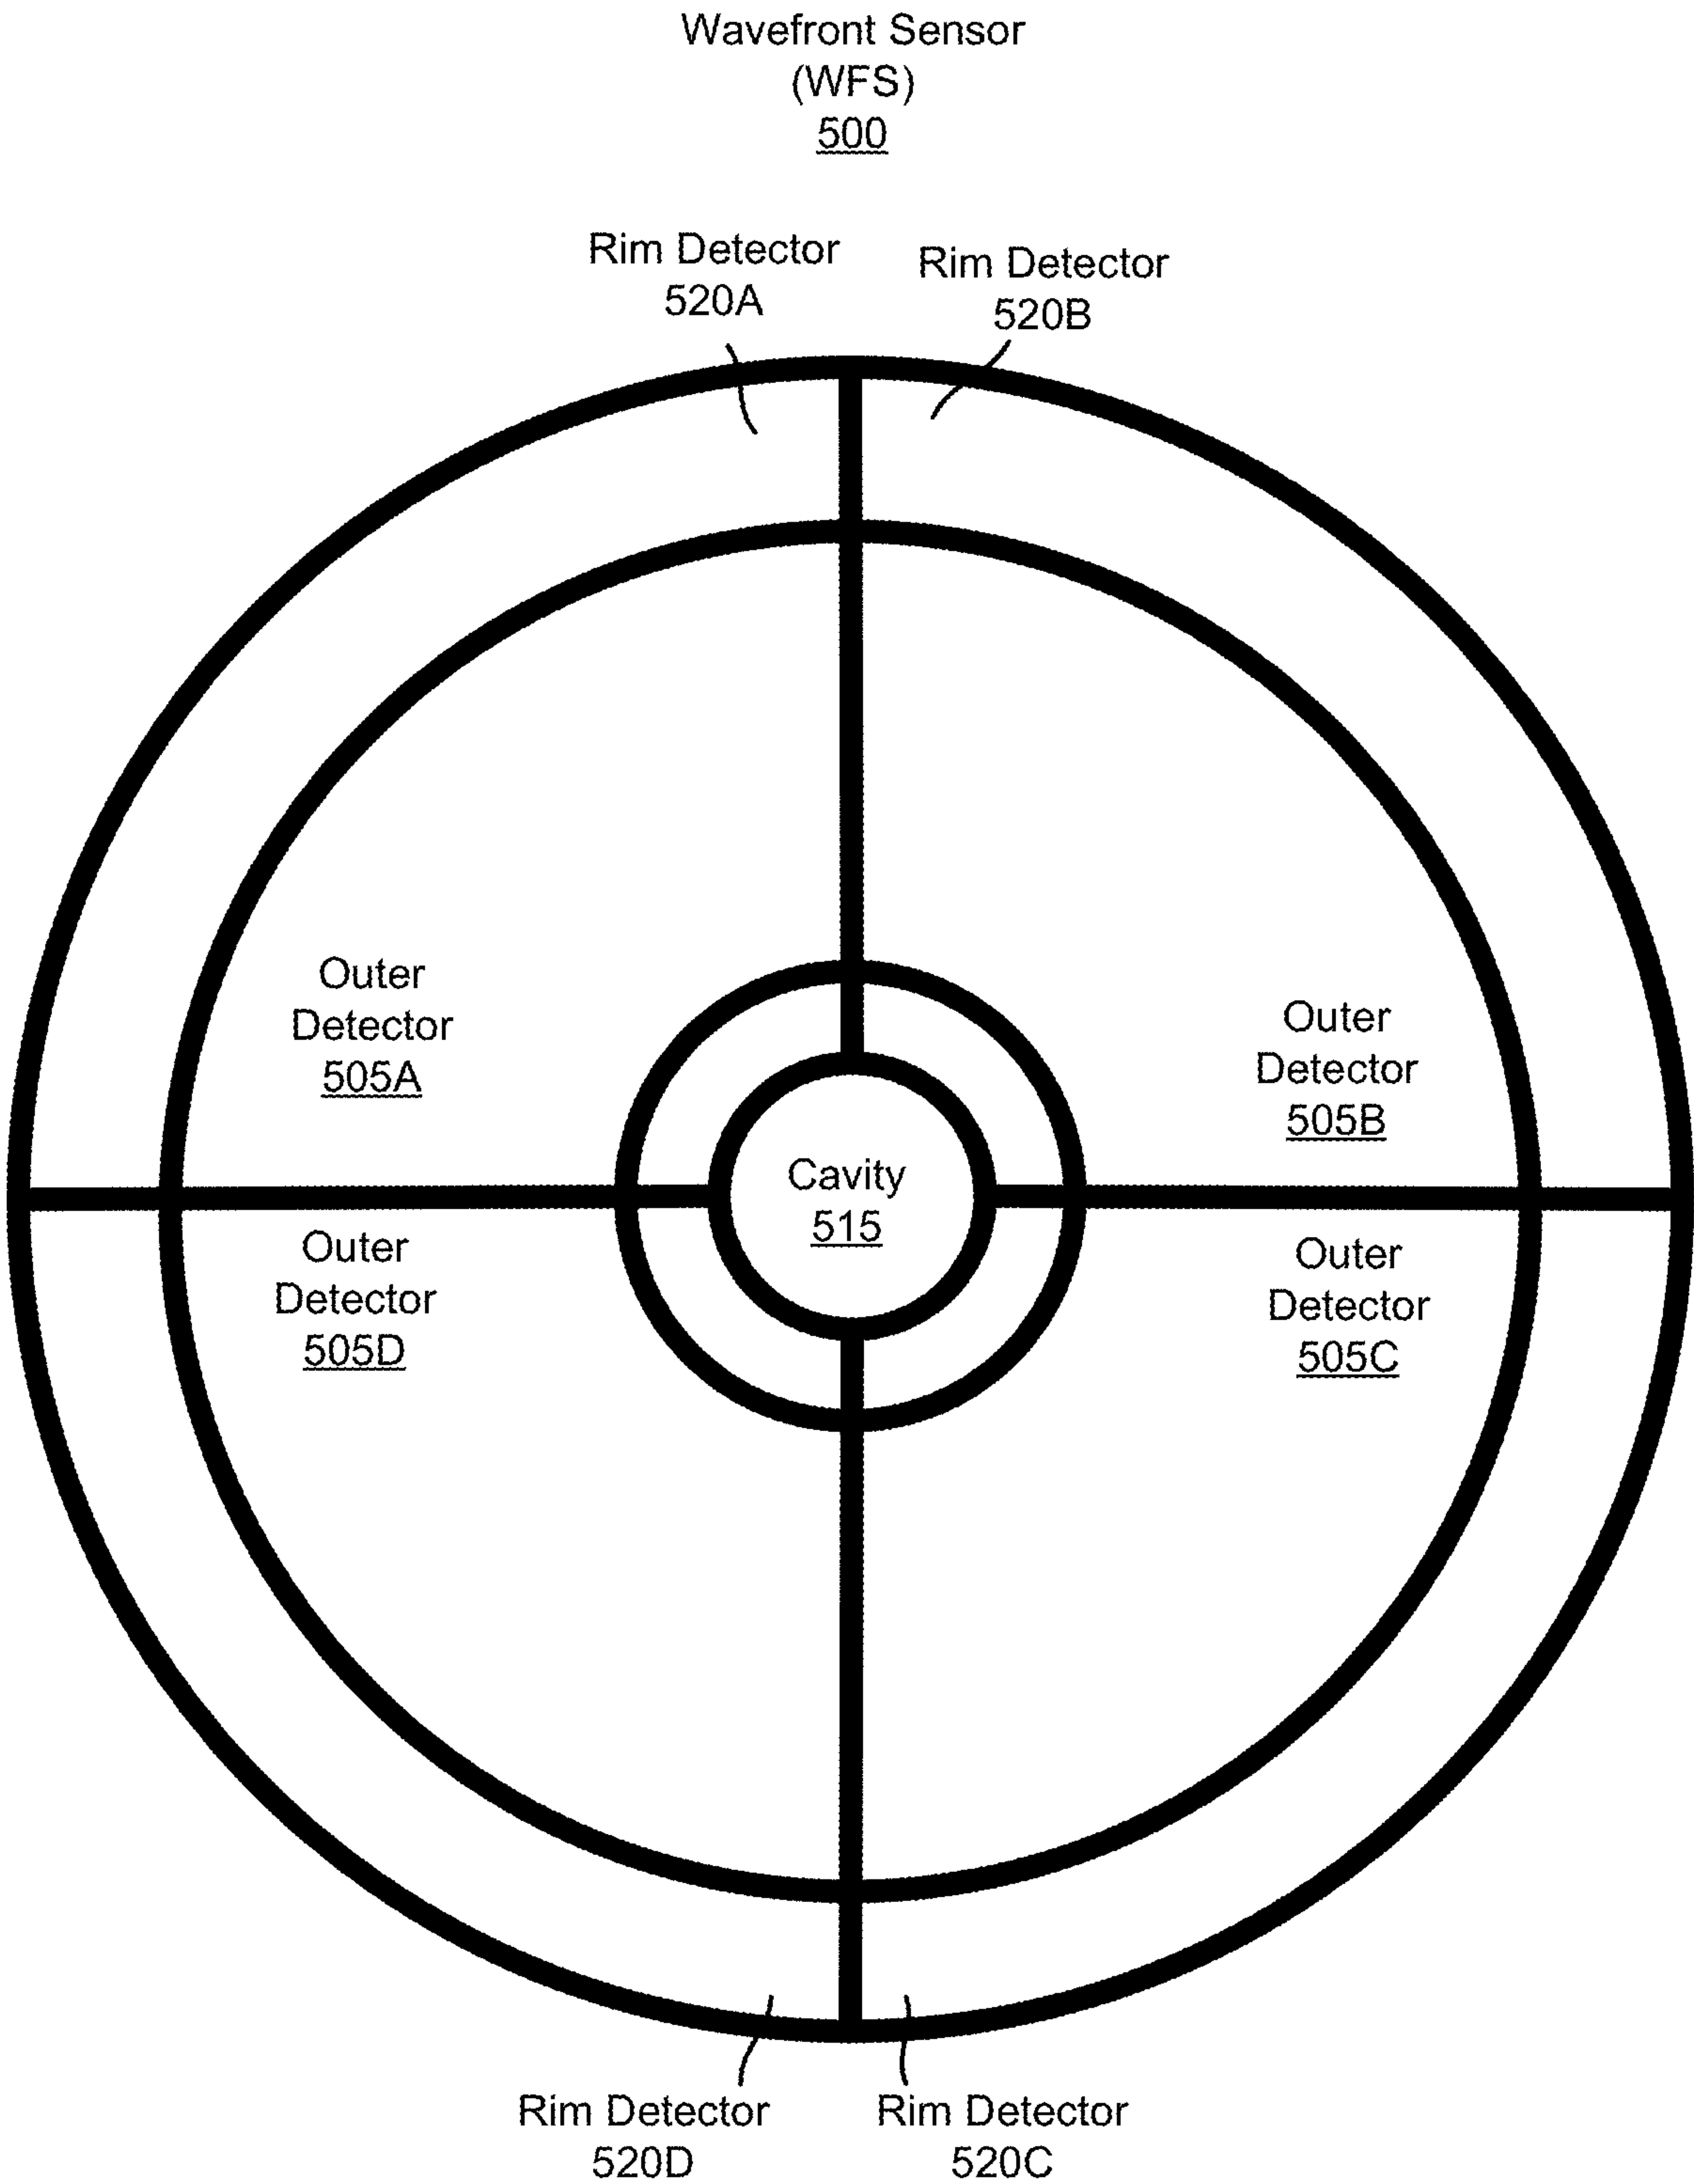 Wavefront Sensor
(WFS)
500
Rim Detector
520A
Rim Detector
520B
Outer
Detector
505A
Outer
Detector
505B
Cavity
515
Outer
Detector
505D
Outer
Detector
505C
Rim Detector
520D
Rim Detector
520C